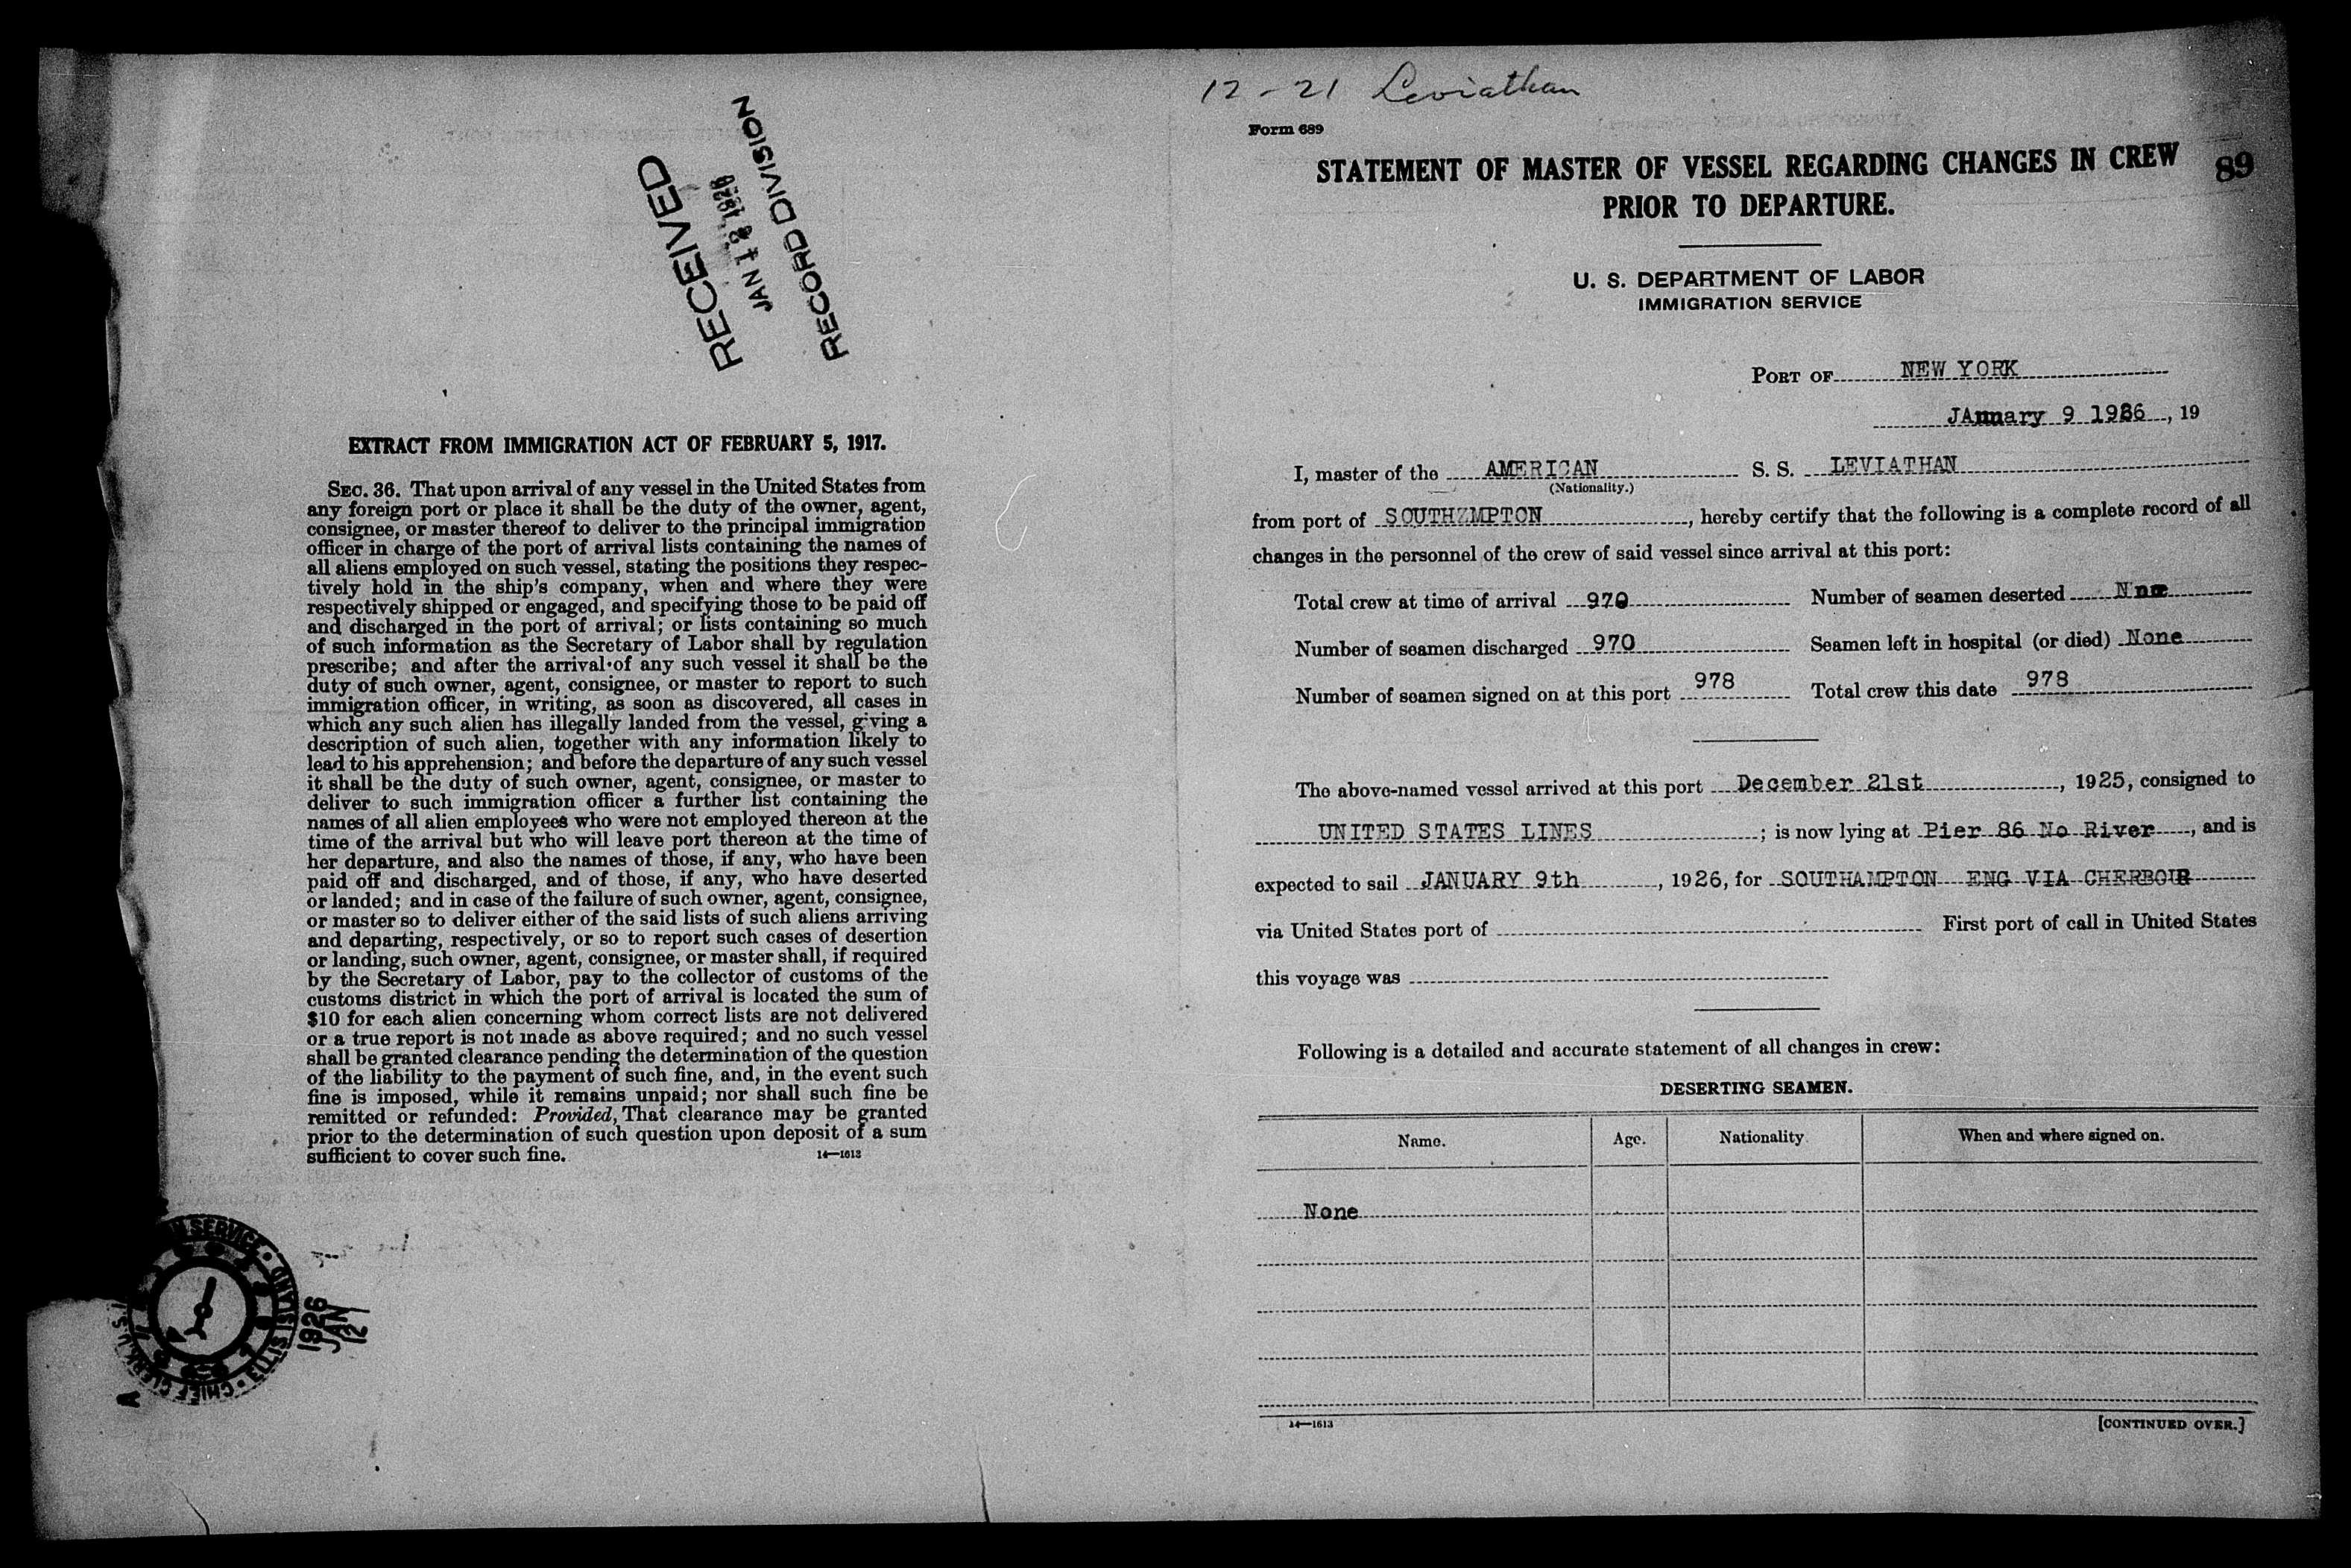 RECEIVED
JAN 12 1926
RECORD DIVISION
EXTRACT FROM IMMIGRATION ACT OF FEBRUARY 5, 1917.
SEC. 36. That upon arrival of any vessel in the United States from
any foreign port or place it shall be the duty of the owner, agent,
consignee, or master thereof to deliver to the principal immigration
officer in charge of the port of arrival lists containing the names of
all aliens employed on such vessel, stating the positions they respec-
tively hold in the ship's company, when and where they were
respectively shipped or engaged, and specifying those to be paid off
and discharged in the port of arrival; or lists containing so much
of such information as the Secretary of Labor shall by regulation
prescribe; and after the arrival of any such vessel it shall be the
duty of such owner, agent, consignee, or master to report to such
immigration officer, in writing, as soon as discovered, all cases in
which any such alien has illegally landed from the vessel, giving a
description of such alien, together with any information likely to
lead to his apprehension; and before the departure of any such vessel
it shall be the duty of such owner, agent, consignee, or master to
deliver to such immigration officer a further list containing the
names of all alien employees who were not employed thereon at the
time of the arrival but who will leave port thereon at the time of
her departure, and also the names of those, if any, who have been
paid off and discharged, and of those, if any, who have deserted
or landed; and in case of the failure of such owner, agent, consignee,
or master so to deliver either of the said lists of such aliens arriving
and departing, respectively, or so to report such cases of desertion
or landing, such owner, agent, consignee, or master shall, if required
by the Secretary of Labor, pay to the collector of customs of the
customs district in which the port of arrival is located the sum of
$10 for each alien concerning whom correct lists are not delivered
or a true report is not made as above required; and no such vessel
shall be granted clearance pending the determination of the question
of the liability to the payment of such fine, and, in the event such
fine is imposed, while it remains unpaid; nor shall such fine be
remitted or refunded: Provided, That clearance may be granted
prior to the determination of such question upon deposit of a sum
sufficient to cover such fine.
14—1613
SERVICE • ELLIS ISLAND • CHIEF CLERK
1926
JAN
12
12 - 21 Leviathan
Form 689
STATEMENT OF MASTER OF VESSEL REGARDING CHANGES IN CREW
PRIOR TO DEPARTURE.
89
U. S. DEPARTMENT OF LABOR
IMMIGRATION SERVICE
PORT OF NEW YORK
JAnuary 9 1926, 19
I, master of the AMERICAN S. S. LEVIATHAN
(Nationality.)
from port of SOUTHZMPTON, hereby certify that the following is a complete record of all
changes in the personnel of the crew of said vessel since arrival at this port:
Total crew at time of arrival 970 Number of seamen deserted
Number of seamen discharged 970 Seamen left in hospital (or died) None
Number of seamen signed on at this port 978 Total crew this date 978
The above-named vessel arrived at this port December 21st, 1925, consigned to
UNITED STATES LINES; is now lying at Pier 86 No River, and is
expected to sail JANUARY 9th, 1926, for SOUTHAMPTON ENG VIA CHERBOUR
via United States port of First port of call in United States
this voyage was
Following is a detailed and accurate statement of all changes in crew:
DESERTING SEAMEN.
Name. Age. Nationality When and where signed on.
None
14—1613 [CONTINUED OVER.]